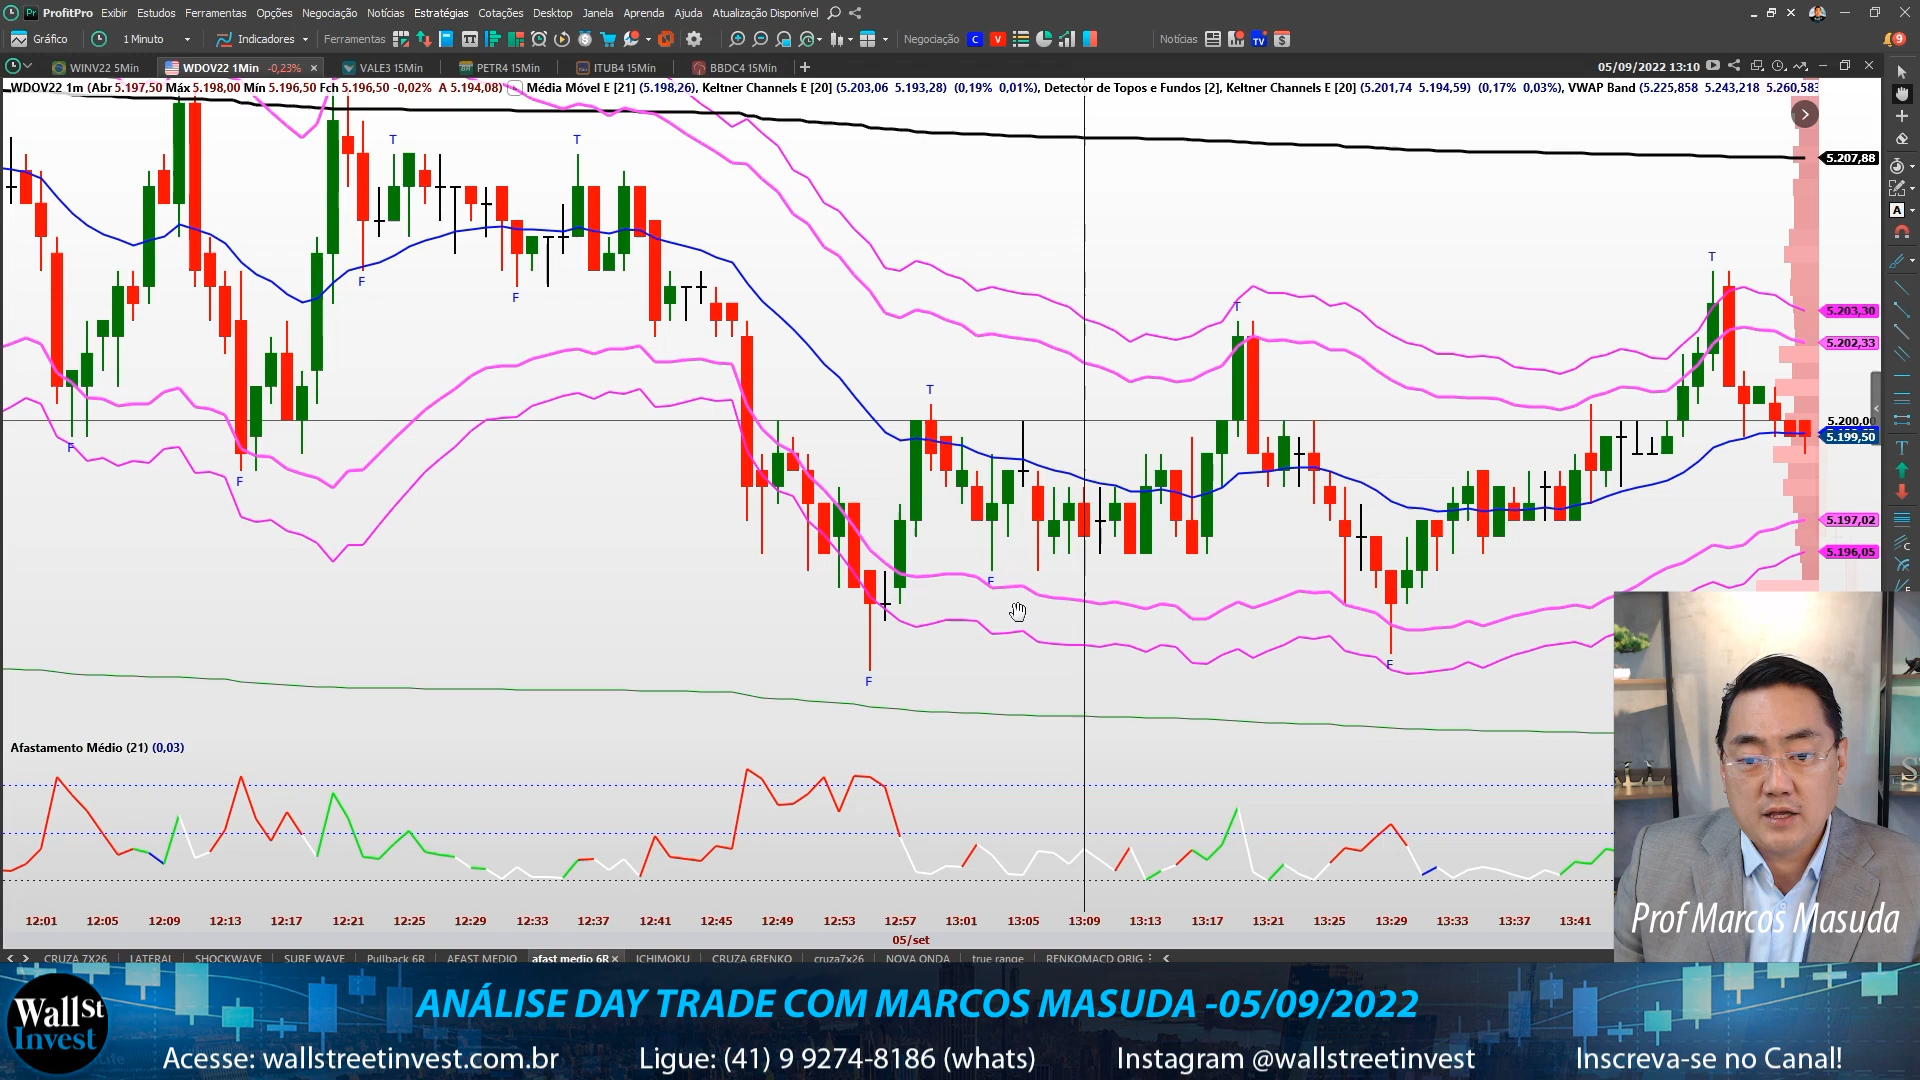 ProfitPro Exibir Estudos Ferramentas Opções Negociação Notícias Estratégias Cotações Desktop Janela Aprenda Ajuda Atualização Disponível
Gráfico 1 Minuto Indicadores Ferramentas Negociação C V Notícias TV 9
WINV22 5Min WDOV22 1Min -0,23% × VALE3 15Min PETR4 15Min ITUB4 15Min BBDC4 15Min + 05/09/2022 13:10
WDOV22 1m (Abr 5.197,50 Máx 5.198,00 Mín 5.196,50 Fch 5.196,50 -0,02% A 5.194,08) Média Móvel E [21] (5.198,26), Keltner Channels E [20] (5.203,06 5.193,28) (0,19% 0,01%), Detector de Topos e Fundos [2], Keltner Channels E [20] (5.201,74 5.194,59) (0,17% 0,03%), VWAP Band (5.225,858 5.243,218 5.260,583
T T
5.207,88
F F
T
T
5.203,30
5.202,33
T
5.200,00
5.199,50
F
F
5.197,02
5.196,05
F
F
F
Afastamento Médio (21) (0,03)
12:01 12:05 12:09 12:13 12:17 12:21 12:25 12:29 12:33 12:37 12:41 12:45 12:49 12:53 12:57 13:01 13:05 13:09 13:13 13:17 13:21 13:25 13:29 13:33 13:37 13:41
05/set
Prof Marcos Masuda
CRUZA 7X26 LATERAL SHOCKWAVE SURF WAVE Pullback 6R AFAST MEDIO afast medio 6R× ICHIMOKU CRUZA 6RENKO cruza7x26 NOVA ONDA true range RENKOMACD ORIG
Wall St Invest
ANÁLISE DAY TRADE COM MARCOS MASUDA -05/09/2022
Acesse: wallstreetinvest.com.br Ligue: (41) 9 9274-8186 (whats) Instagram @wallstreetinvest Inscreva-se no Canal!